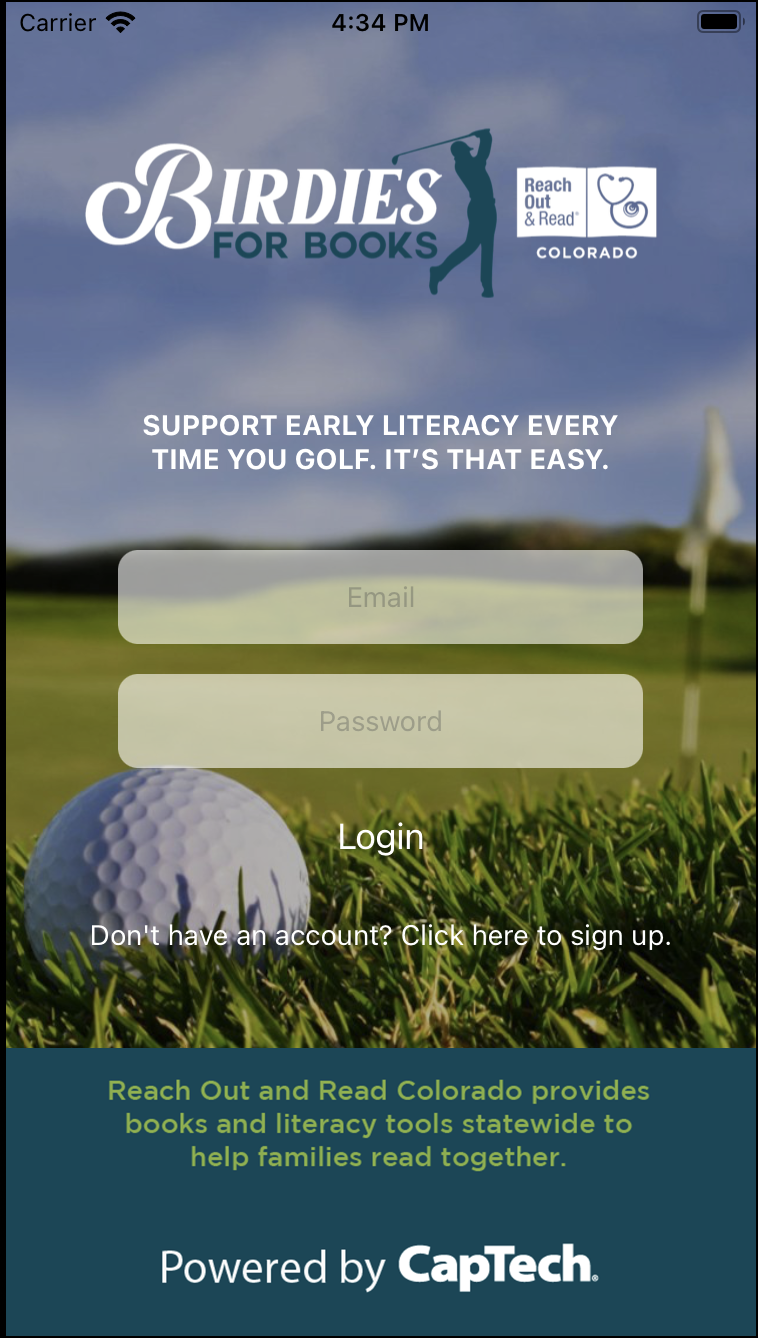 Carrier 4:34 PM
BIRDIES
FOR BOOKS
Reach
Out
& Read®
COLORADO
SUPPORT EARLY LITERACY EVERY
TIME YOU GOLF. IT’S THAT EASY.
Email
Password
Login
Don't have an account? Click here to sign up.
Reach Out and Read Colorado provides
books and literacy tools statewide to
help families read together.
Powered by CapTech®